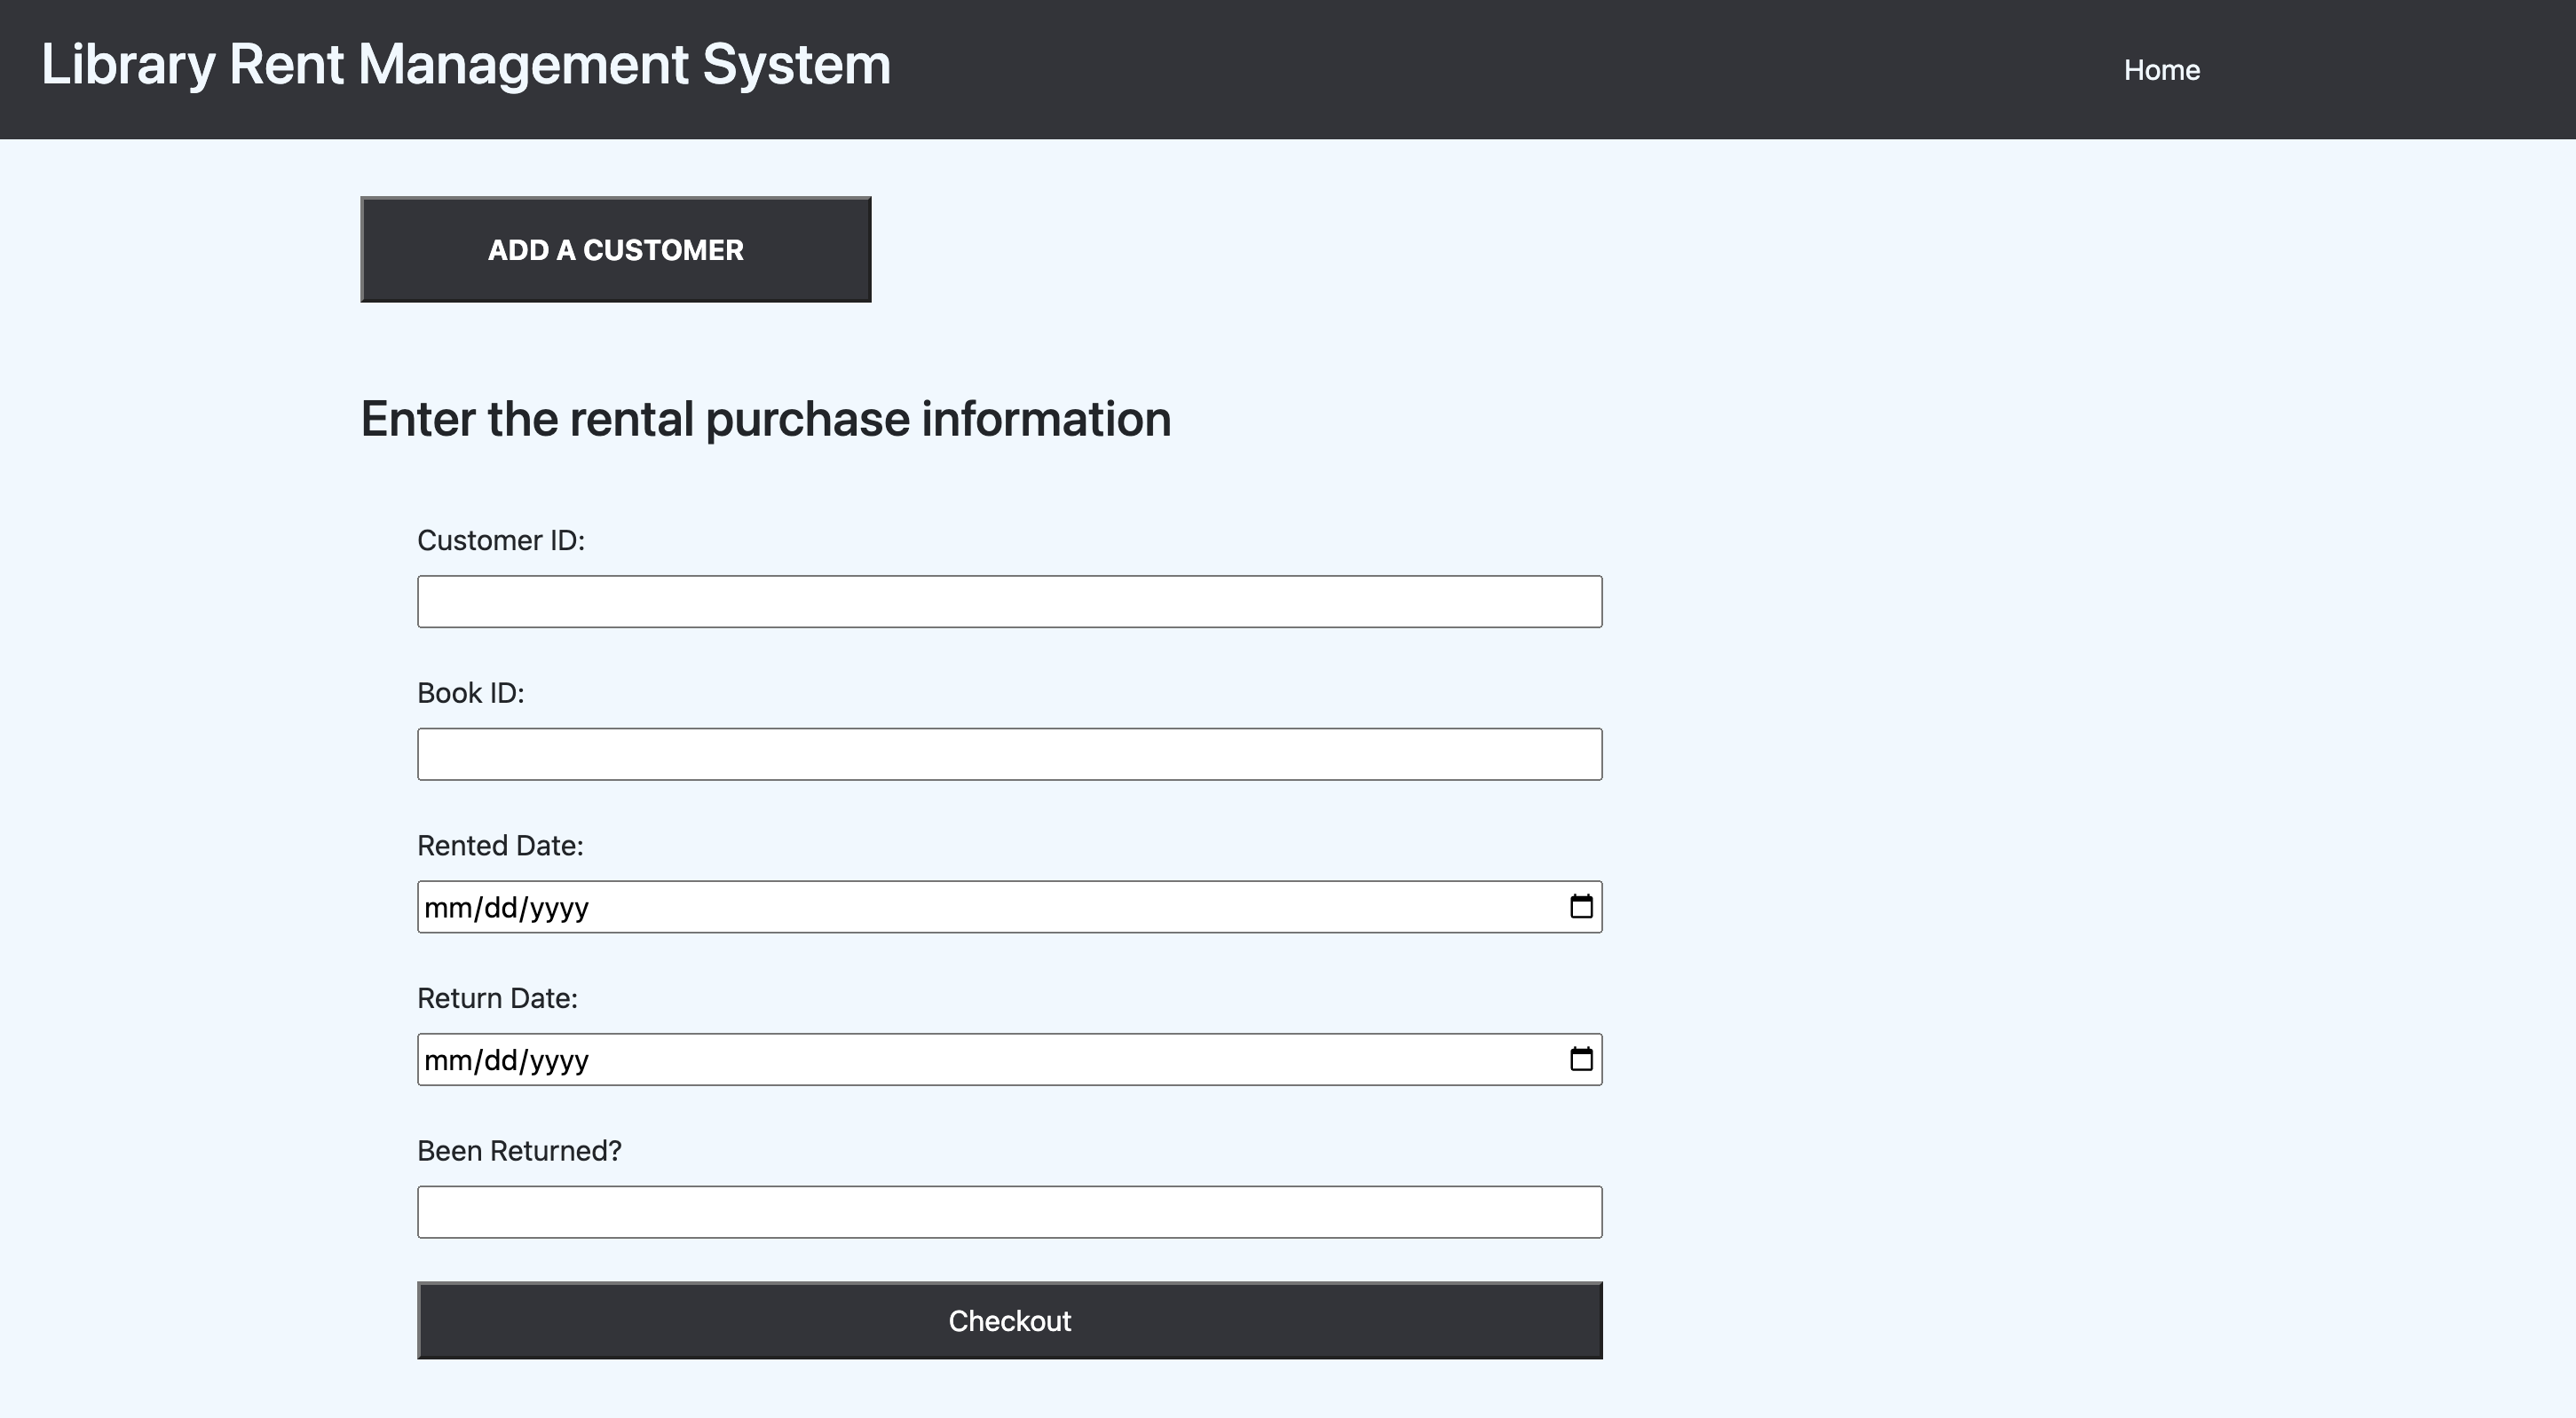 Library Rent Management System
Home
ADD A CUSTOMER
Enter the rental purchase information
Customer ID:
Book ID:
Rented Date:
mm/dd/yyyy
Return Date:
mm/dd/yyyy
Been Returned?
Checkout